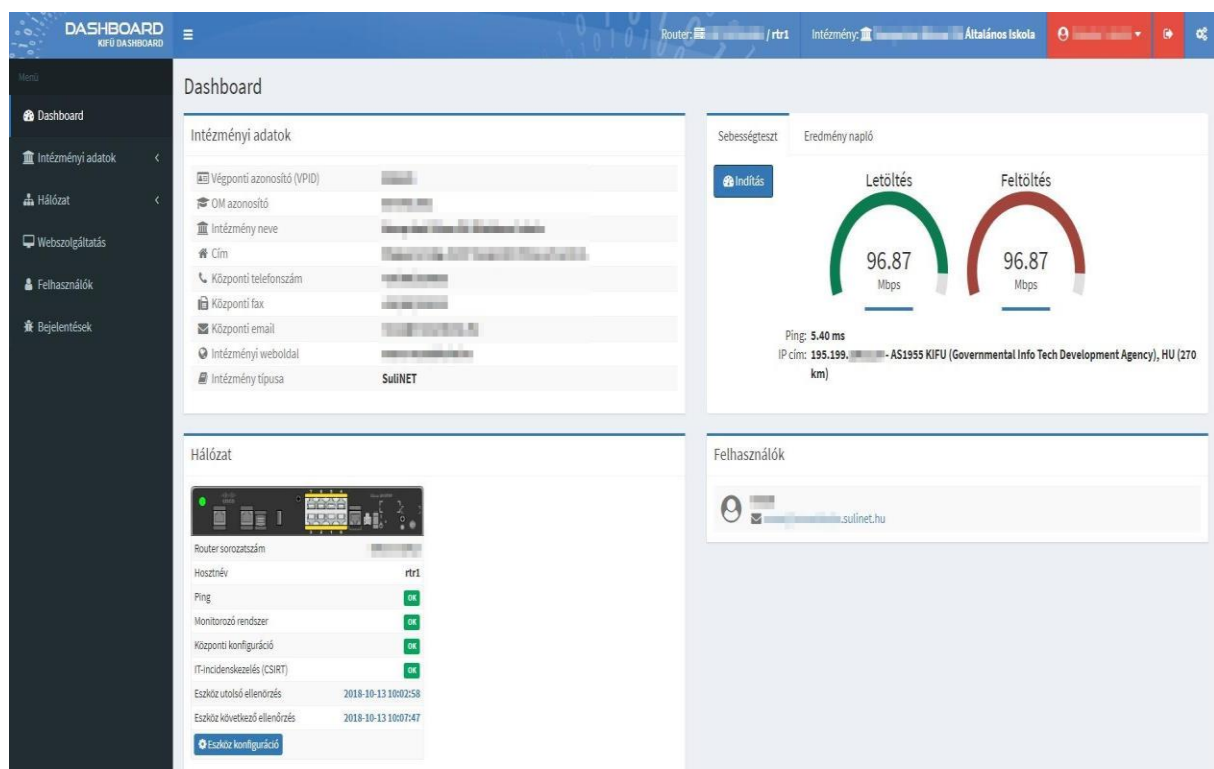 DASHBOARD
KIFÜ DASHBOARD
Router: / rtr1
Intézmény: Általános Iskola
Menü
Dashboard
Intézményi adatok
Hálózat
Webszolgáltatás
Felhasználók
Bejelentések
Dashboard
Intézményi adatok
Végponti azonosító (VPID)
OM azonosító
Intézmény neve
Cím
Központi telefonszám
Központi fax
Központi email
Intézményi weboldal
Intézmény típusa SuliNET
Sebességteszt Eredmény napló
Indítás
Letöltés
96.87
Mbps
Feltöltés
96.87
Mbps
Ping: 5.40 ms
IP cím: 195.199. - AS1955 KIFU (Governmental Info Tech Development Agency), HU (270
km)
Hálózat
Router sorozatszám
Hosztnév rtr1
Ping OK
Monitorozó rendszer OK
Központi konfiguráció OK
IT-incidenskezelés (CSIRT) OK
Eszköz utolsó ellenörzés 2018-10-13 10:02:58
Eszköz következő ellenőrzés 2018-10-13 10:07:47
Eszköz konfiguráció
Felhasználók
.sulinet.hu